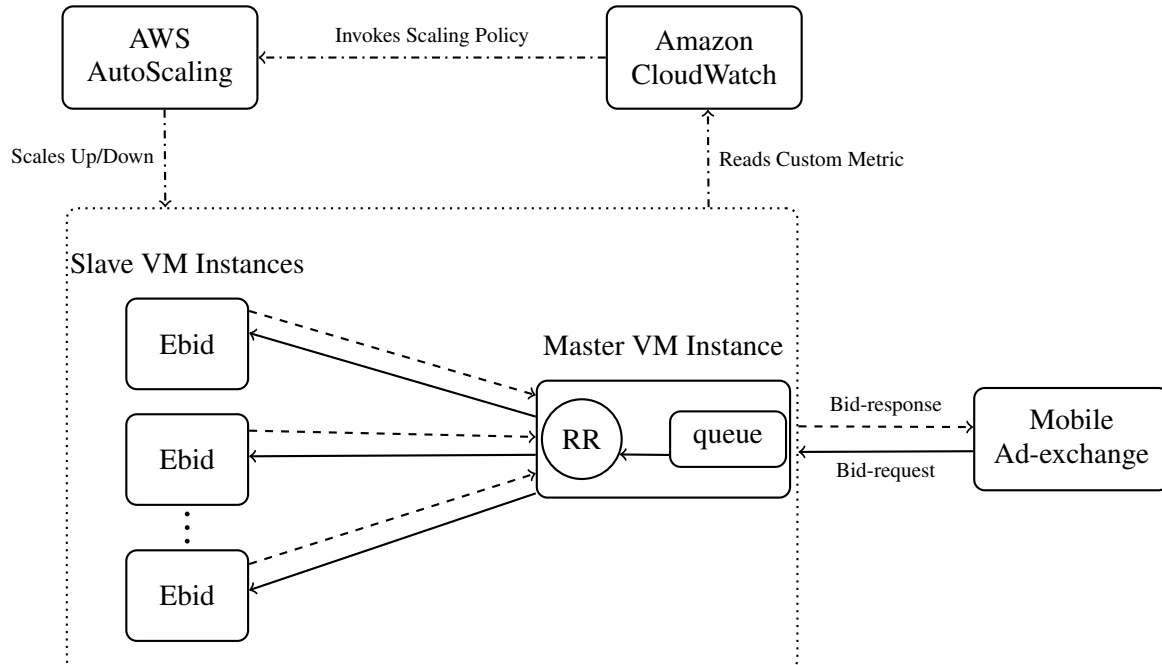 AWS
AutoScaling
Invokes Scaling Policy
Amazon
CloudWatch
Scales Up/Down
Reads Custom Metric
Slave VM Instances
Ebid
Master VM Instance
Ebid
RR
queue
Bid-response
Bid-request
Mobile
Ad-exchange
Ebid